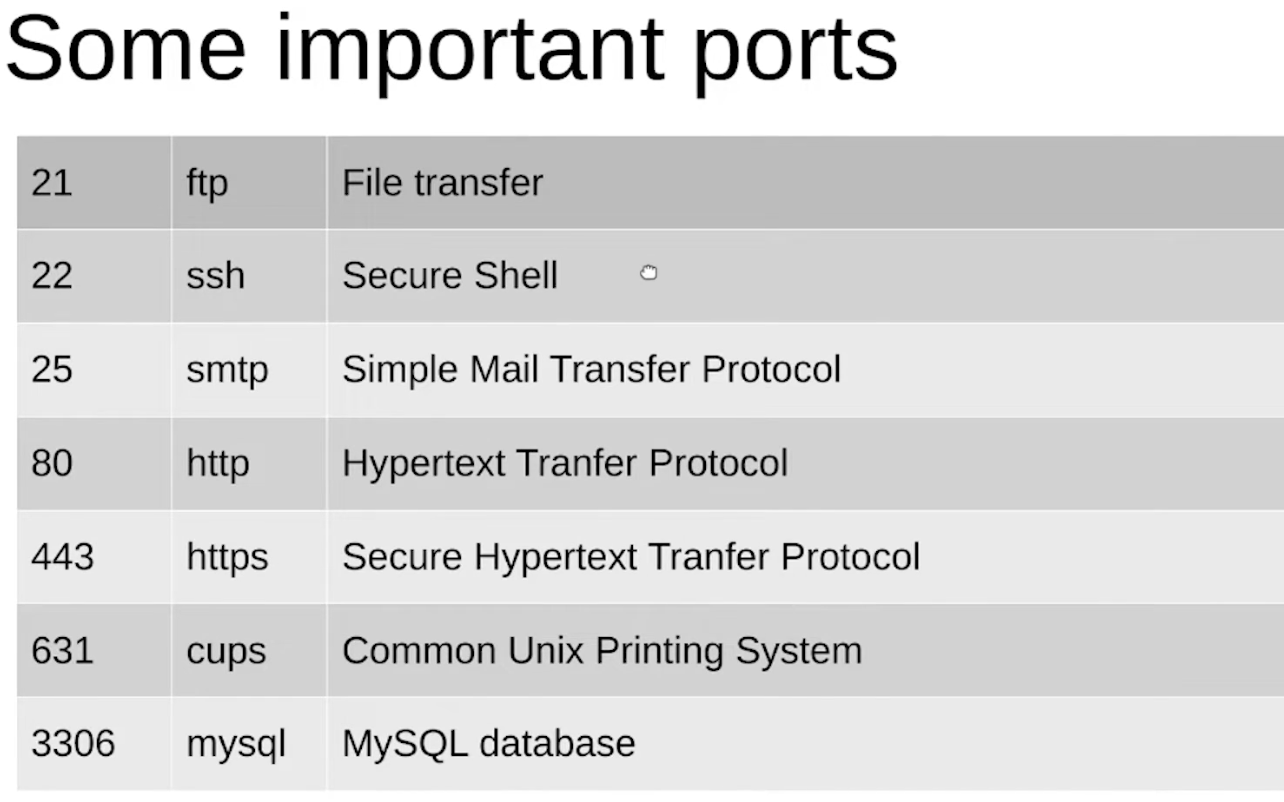 Some important ports
21 ftp File transfer
22 ssh Secure Shell
25 smtp Simple Mail Transfer Protocol
80 http Hypertext Tranfer Protocol
443 https Secure Hypertext Tranfer Protocol
631 cups Common Unix Printing System
3306 mysql MySQL database